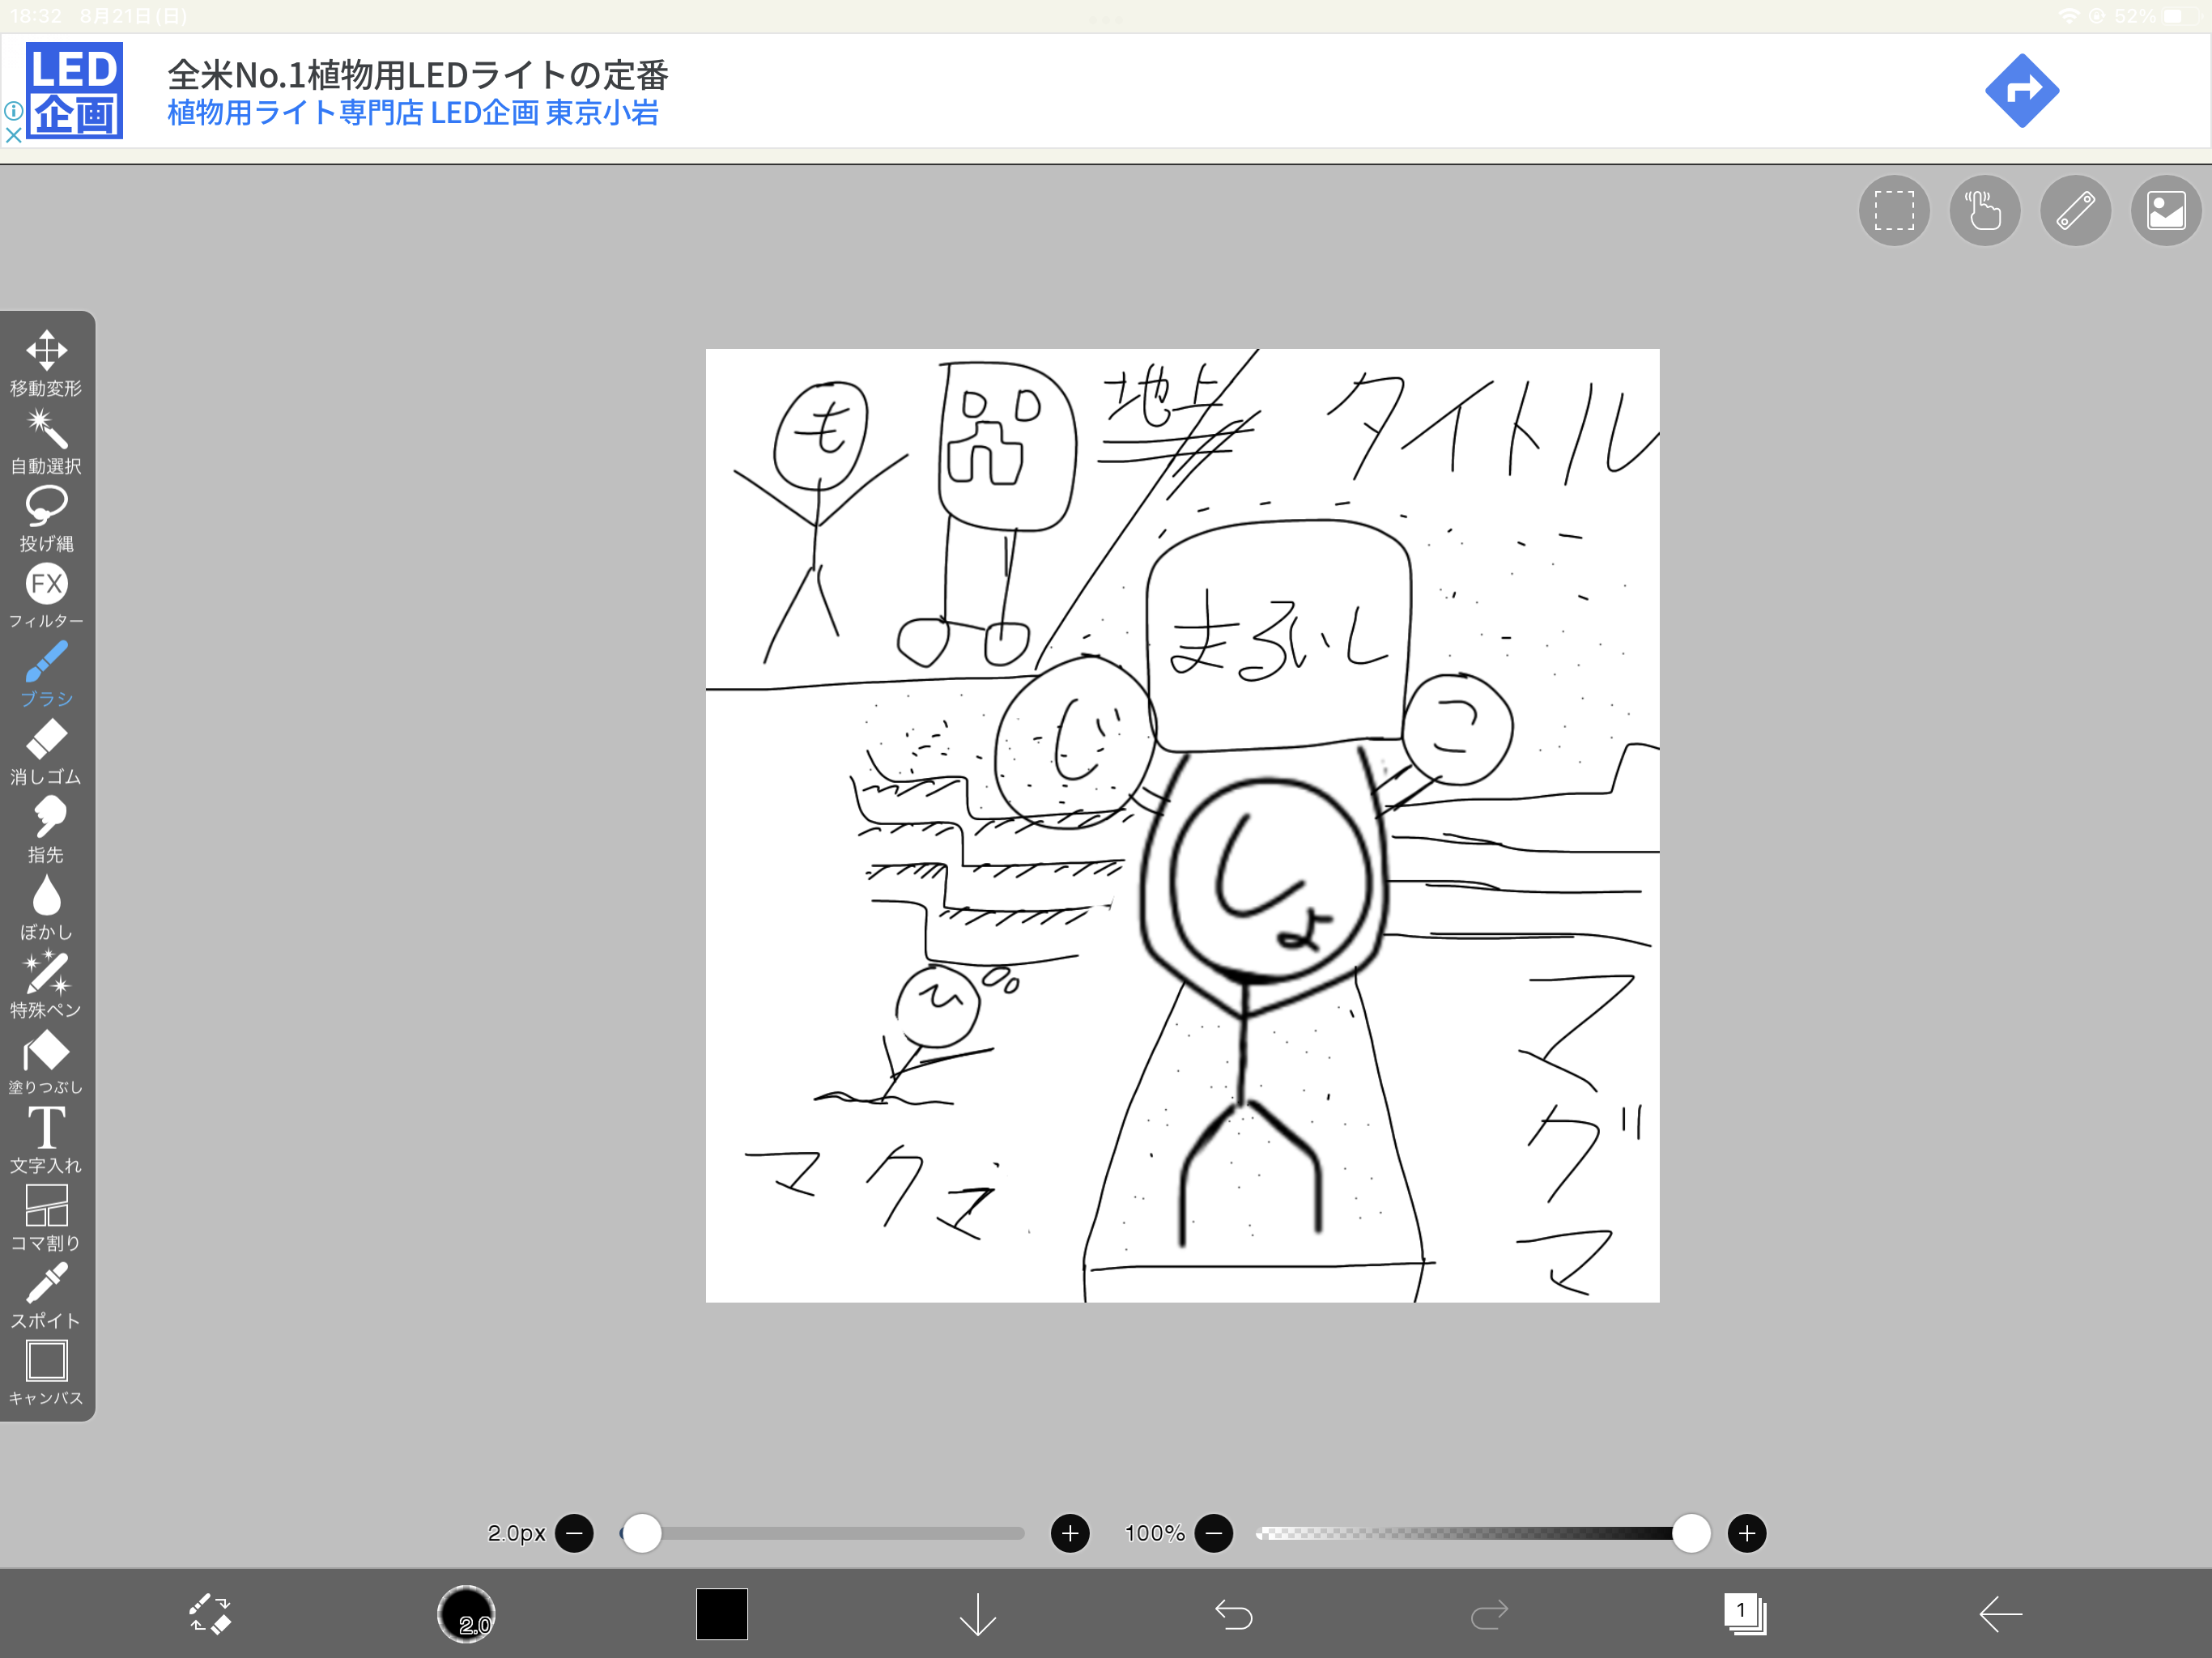 18:32 8月21日(日) 52%
LED
企画
全米No.1植物用LEDライトの定番
植物用ライト専門店 LED企画 東京小岩
移動変形
自動選択
投げ縄
FX
フィルター
ブラシ
消しゴム
指先
ぼかし
特殊ペン
塗りつぶし
T
文字入れ
コマ割り
スポイト
キャンバス
も
地上
タイトル
まるいし
じ
こ
しょ
ひ
マグマ
マグマ
2.0px
100%
2.0
1